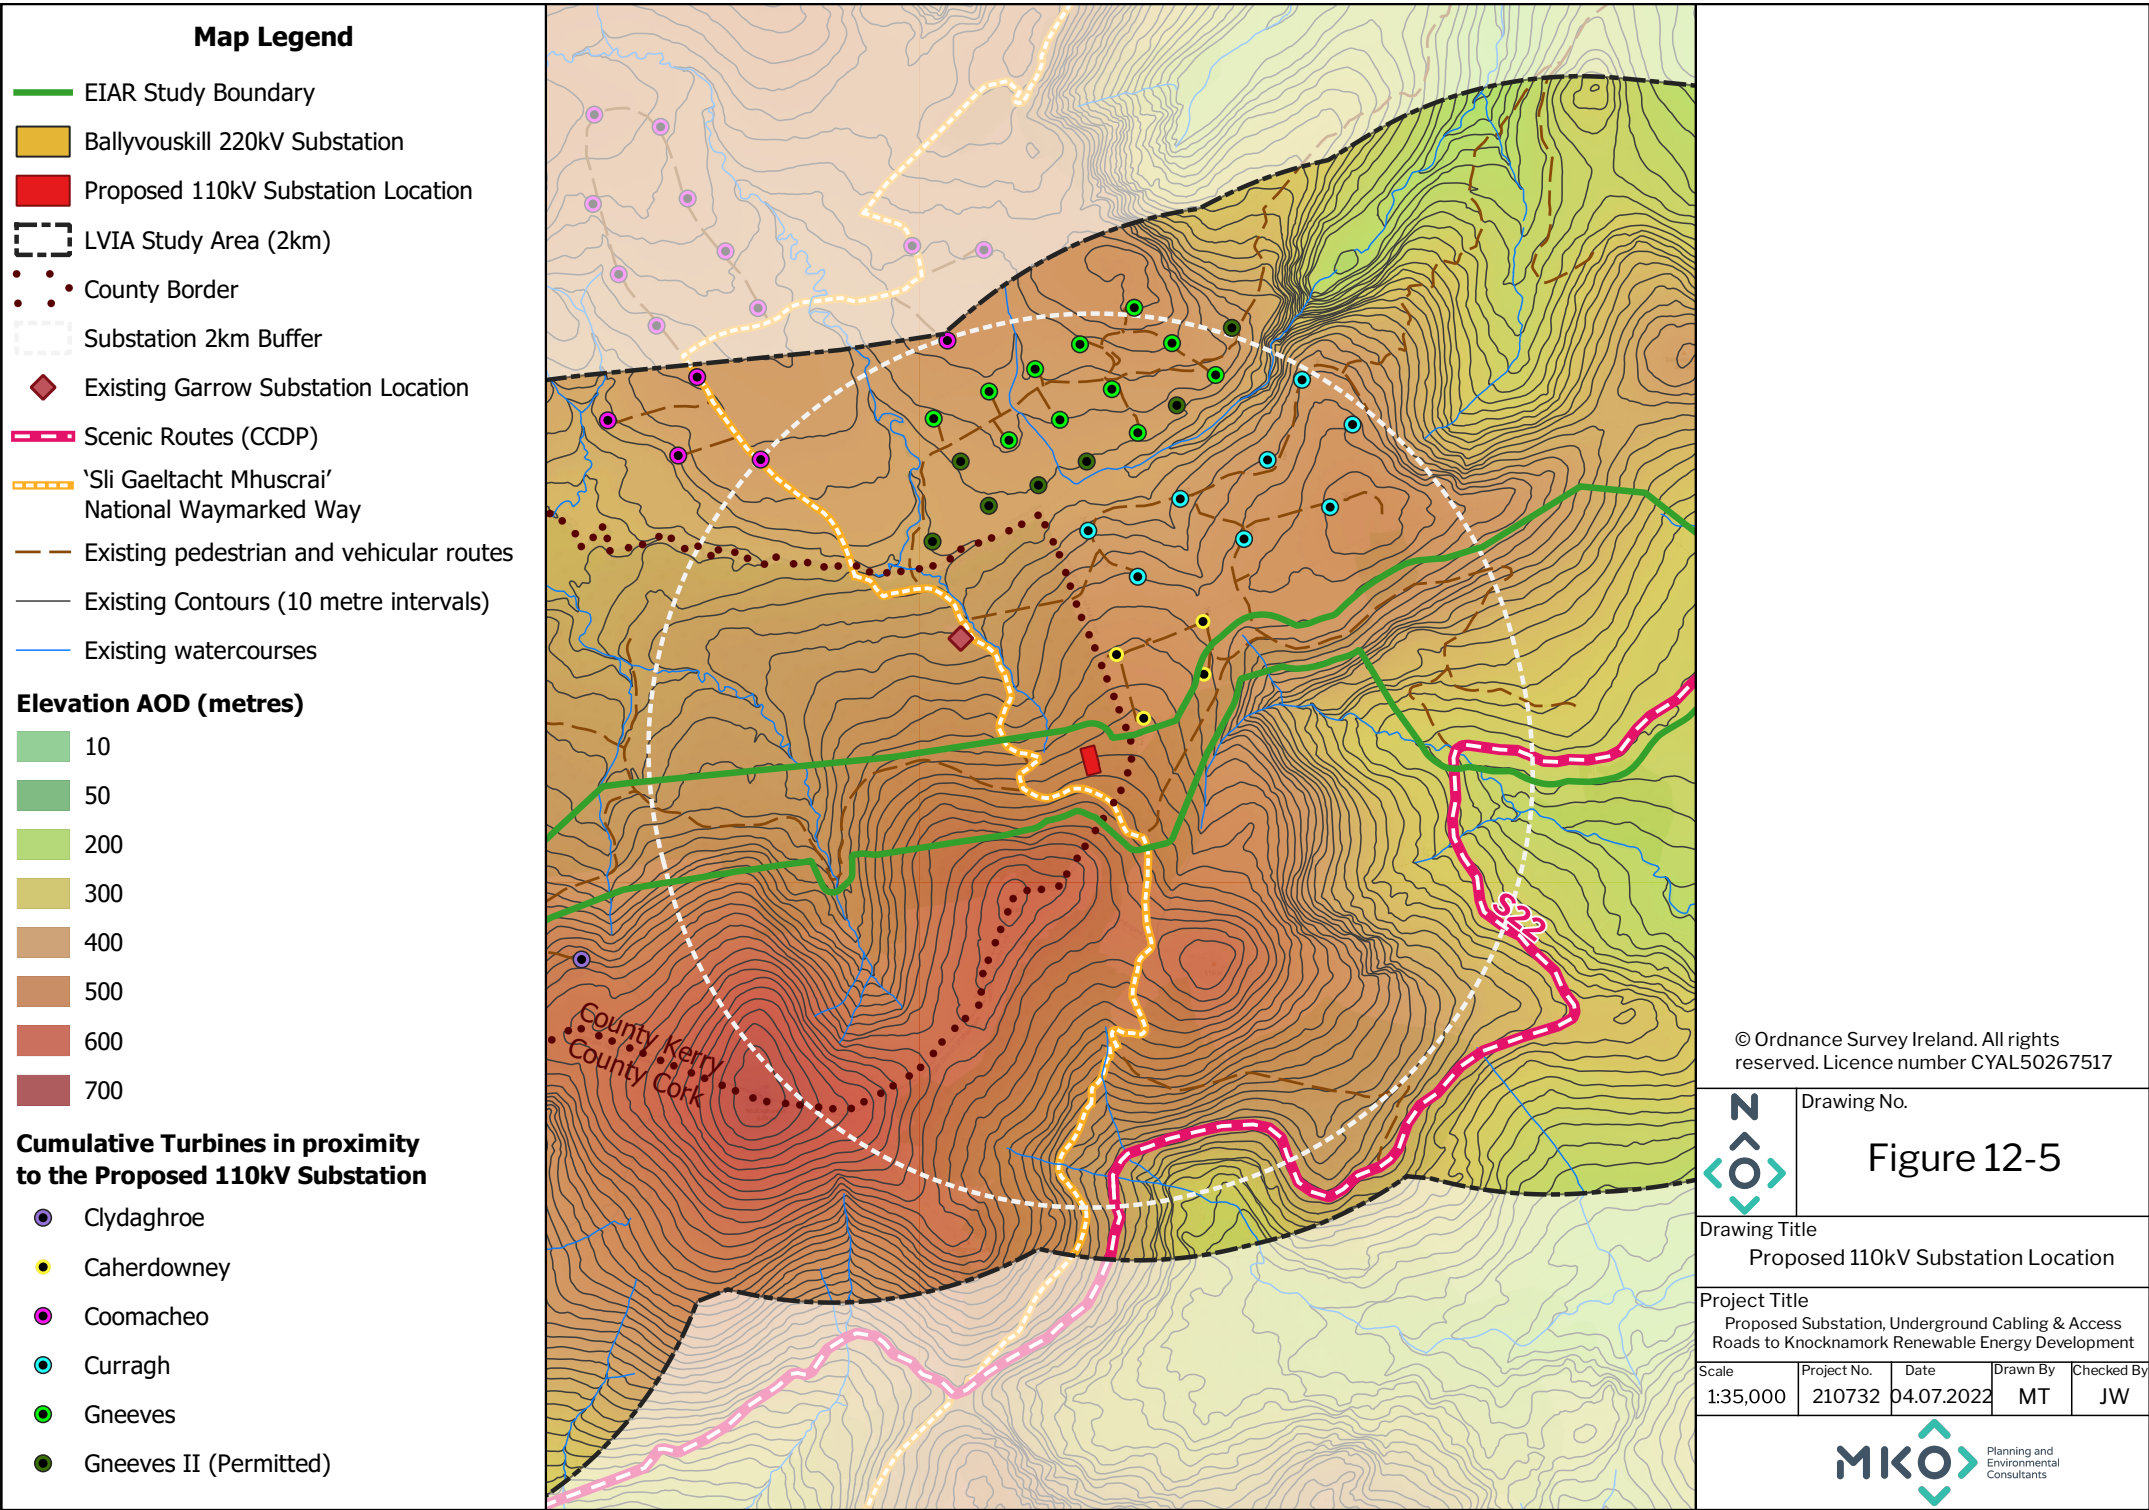 Map Legend
EIAR Study Boundary
Ballyvouskill 220kV Substation
Proposed 110kV Substation Location
LVIA Study Area (2km)
County Border
Substation 2km Buffer
Existing Garrow Substation Location
Scenic Routes (CCDP)
‘Sli Gaeltacht Mhuscrai’
National Waymarked Way
Existing pedestrian and vehicular routes
Existing Contours (10 metre intervals)
Existing watercourses
Elevation AOD (metres)
10
50
200
300
400
500
600
700
Cumulative Turbines in proximity
to the Proposed 110kV Substation
Clydaghroe
Caherdowney
Coomacheo
Curragh
Gneeves
Gneeves II (Permitted)
S22
County Kerry
County Cork
© Ordnance Survey Ireland. All rights
reserved. Licence number CYAL50267517
N
Drawing No.
Figure 12-5
Drawing Title
Proposed 110kV Substation Location
Project Title
Proposed Substation, Underground Cabling & Access
Roads to Knocknamork Renewable Energy Development
Scale
1:35,000
Project No.
210732
Date
04.07.2022
Drawn By
MT
Checked By
JW
MKO
Planning and
Environmental
Consultants